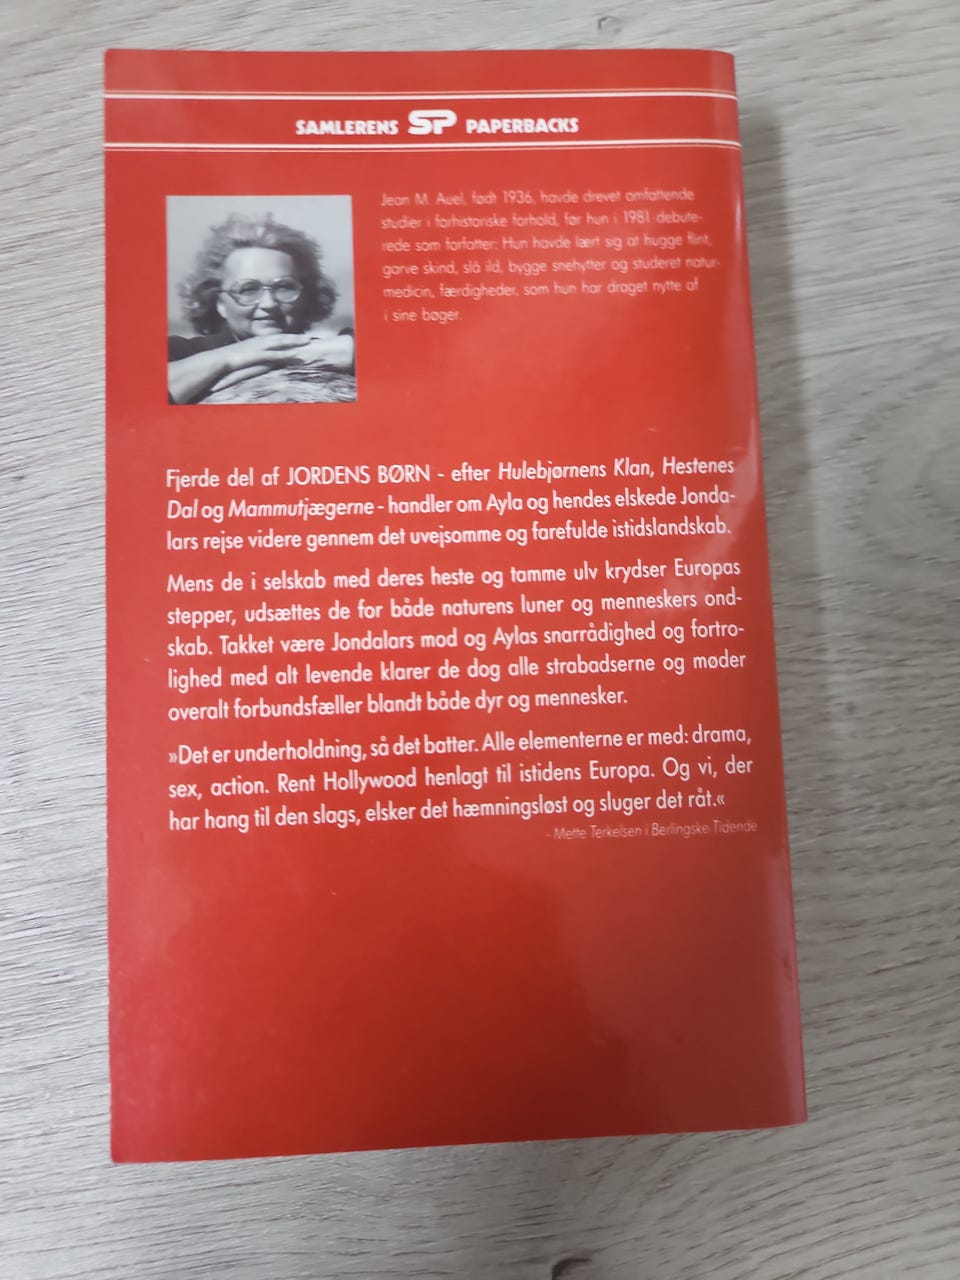 SAMLERENS SP PAPERBACKS
Jean M. Auel, født 1936, havde drevet omfattende
studier i forhistoriske forhold, før hun i 1981 debute-
rede som forfatter: Hun havde lært sig at hugge flint,
garve skind, slå ild, bygge snehytter og studeret natur-
medicin, færdigheder, som hun har draget nytte af
i sine bøger.
Fjerde del af JORDENS BØRN - efter Hulebjørnens Klan, Hestenes
Dal og Mammutjægerne - handler om Ayla og hendes elskede Jonda-
lars rejse videre gennem det uvejsomme og farefulde istidslandskab.
Mens de i selskab med deres heste og tamme ulv krydser Europas
stepper, udsættes de for både naturens luner og menneskers ond-
skab. Takket være Jondalars mod og Aylas snarrådighed og fortro-
lighed med alt levende klarer de dog alle strabadserne og møder
overalt forbundsfæller blandt både dyr og mennesker.
»Det er underholdning, så det batter. Alle elementerne er med: drama,
sex, action. Rent Hollywood henlagt til istidens Europa. Og vi, der
har hang til den slags, elsker det hæmningsløst og sluger det råt.«
- Mette Terkelsen i Berlingske Tidende